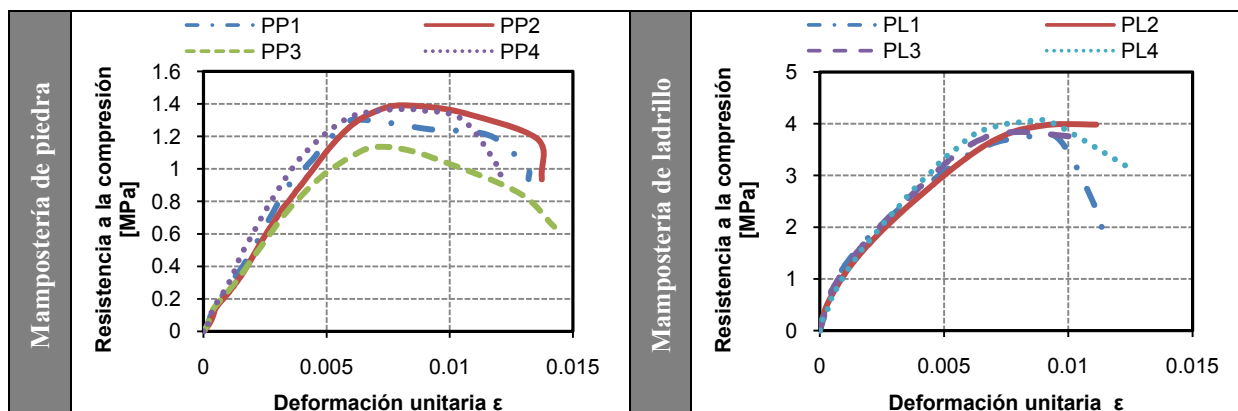 Mampostería de piedra
PP1 PP2
PP3 PP4
Resistencia a la compresión
[MPa]
1.6
1.4
1.2
1
0.8
0.6
0.4
0.2
0
0 0.005 0.01 0.015
Deformación unitaria ε
Mampostería de ladrillo
PL1 PL2
PL3 PL4
Resistencia a la compresión
[MPa]
5
4
3
2
1
0
0 0.005 0.01 0.015
Deformación unitaria ε